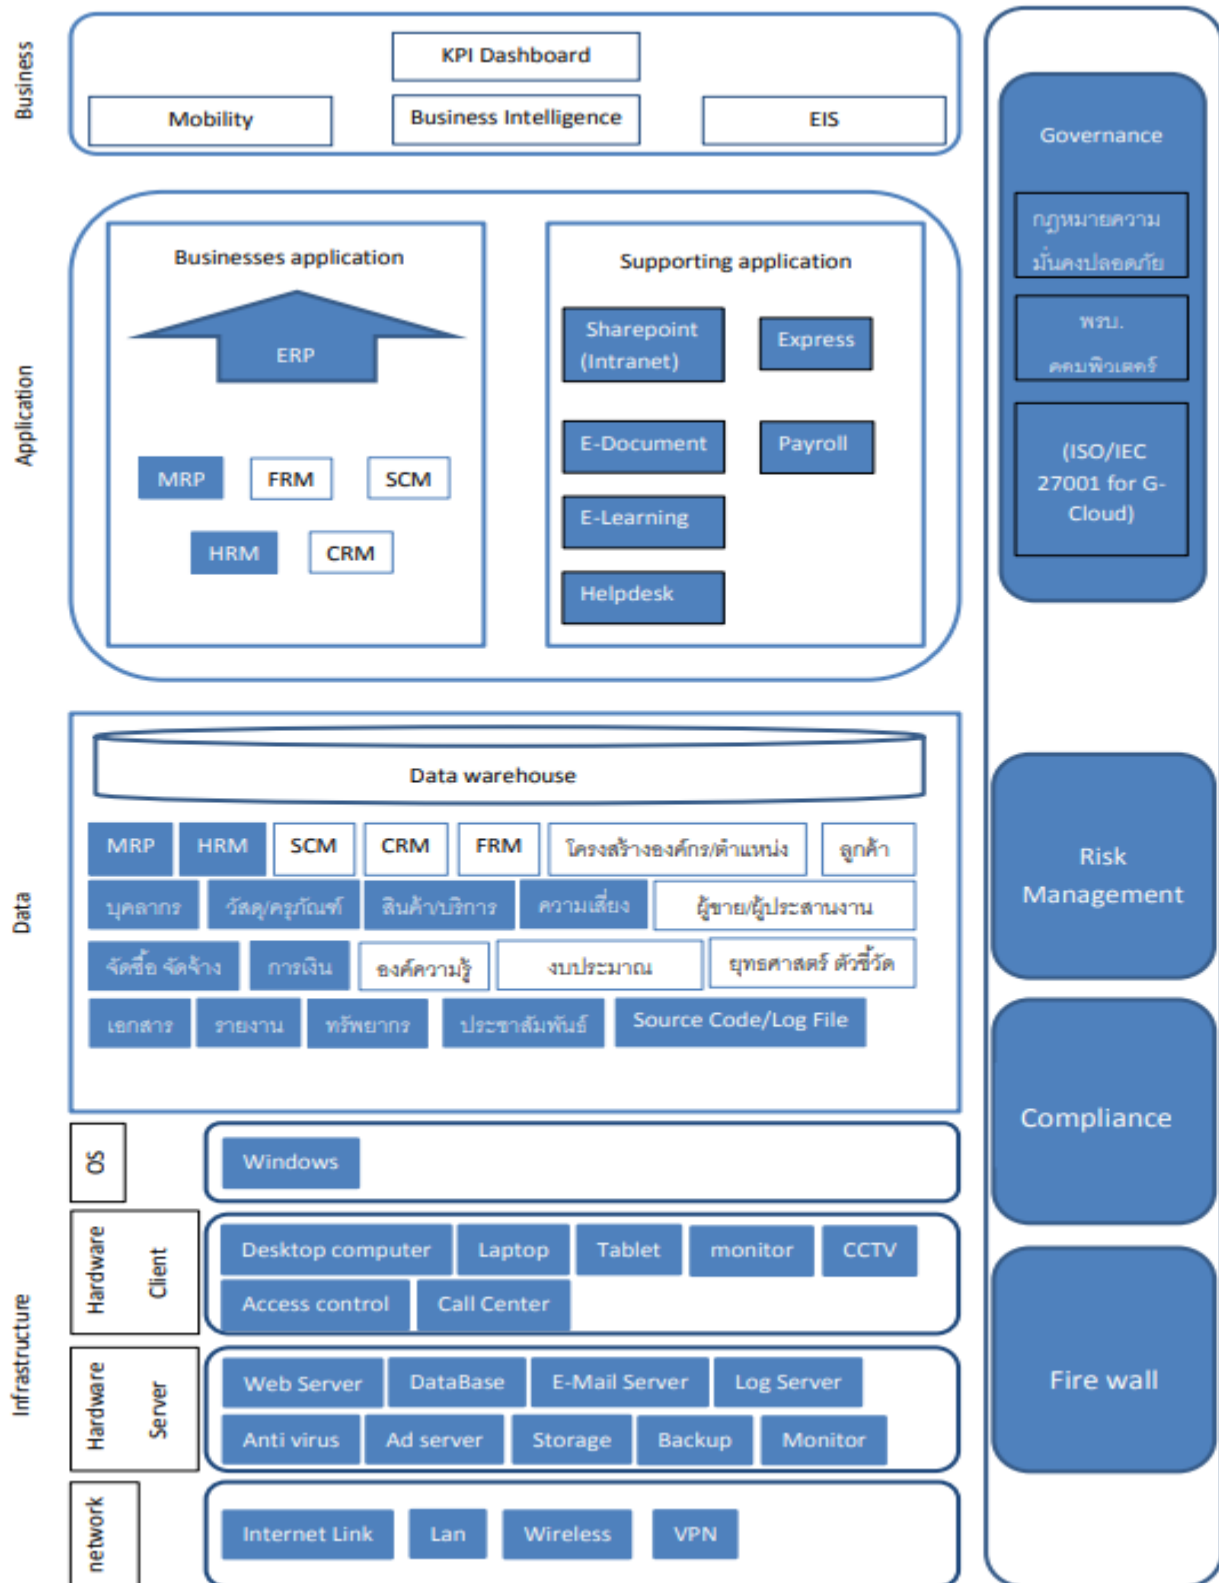 Business
KPI Dashboard
Mobility
Business Intelligence
EIS
Application
Businesses application
ERP
MRP
FRM
SCM
HRM
CRM
Supporting application
Sharepoint
(Intranet)
Express
E-Document
Payroll
E-Learning
Helpdesk
Data
Data warehouse
MRP
HRM
SCM
CRM
FRM
โครงสร้างองค์กร/ตำแหน่ง
ลูกค้า
บุคลากร
วัสดุ/ครุภัณฑ์
สินค้า/บริการ
ความเสี่ยง
ผู้ขาย/ผู้ประสานงาน
จัดซื้อ จัดจ้าง
การเงิน
องค์ความรู้
งบประมาณ
ยุทธศาสตร์ ตัวชี้วัด
เอกสาร
รายงาน
ทรัพยากร
ประชาสัมพันธ์
Source Code/Log File
Infrastructure
OS
Windows
Hardware
Client
Desktop computer
Laptop
Tablet
monitor
CCTV
Access control
Call Center
Hardware
Server
Web Server
DataBase
E-Mail Server
Log Server
Anti virus
Ad server
Storage
Backup
Monitor
network
Internet Link
Lan
Wireless
VPN
Governance
กฎหมายความ
มั่นคงปลอดภัย
พรบ.
คอมพิวเตอร์
(ISO/IEC
27001 for G-
Cloud)
Risk
Management
Compliance
Fire wall